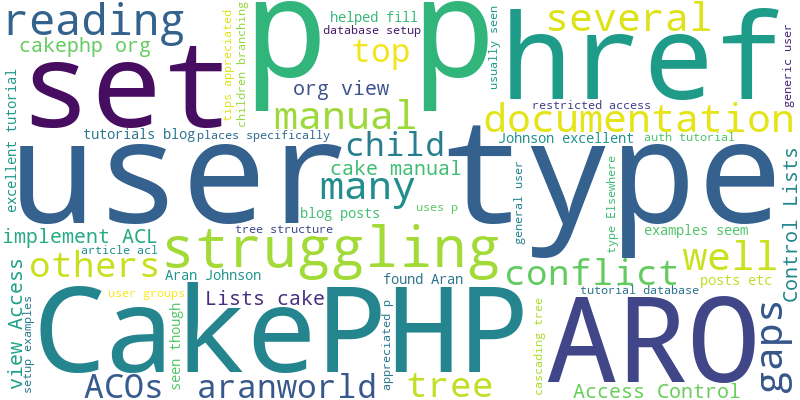 reading
cakephp org
set
tips appreciated
children branching
p p
helped fill
database setup
top
org view
usually seen
href
several
generic user
excellent tutorial
manual
restricted access
documentation
tutorials blog
places specifically
child
Johnson excellent
auth tutorial
user type
cake manual
many
blog posts
uses p
general user
type Elsewhere
examples seem
Control Lists
implement ACL
tree structure
article acl
struggling
well
others
Aran Johnson
found Aran
conflict
posts etc
view Access
setup examples
user groups
Lists cake
CakePHP
tutorial database
ARO
gaps
seen though
appreciated p
cascading tree
ACOs
aranworld
tree
Access Control